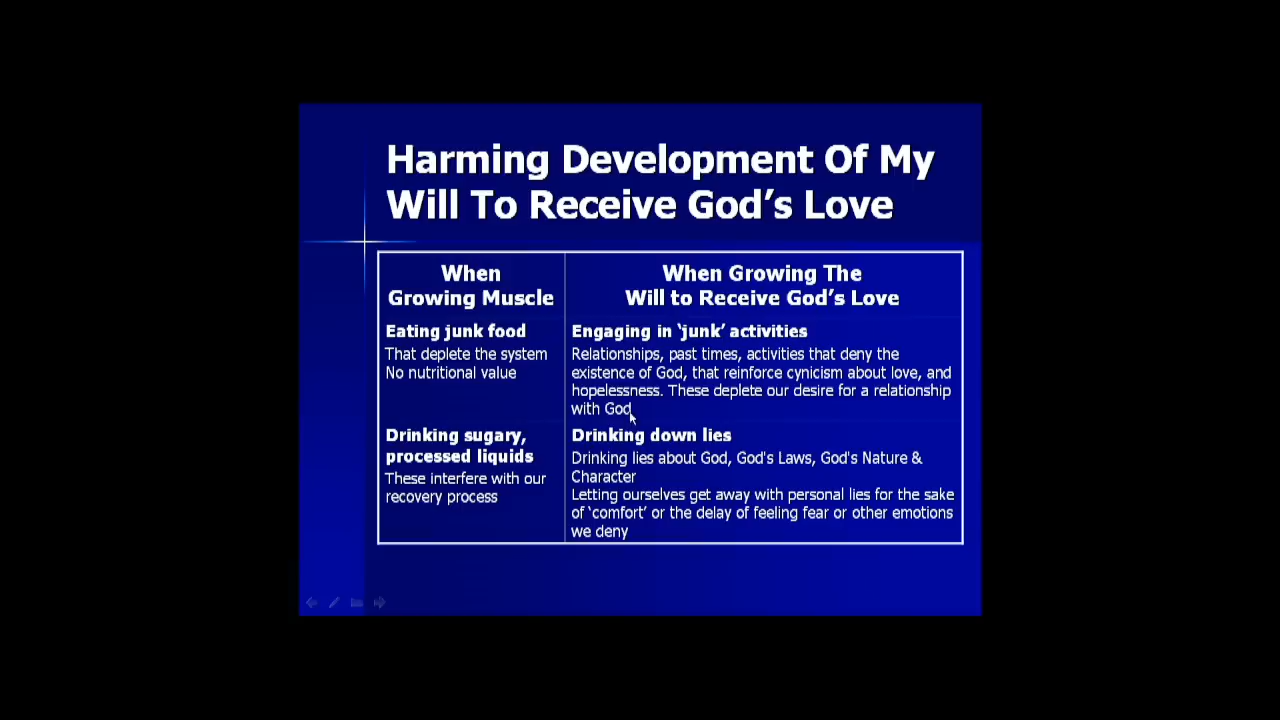 Harming Development Of My
Will To Receive God's Love
When
Growing Muscle
When Growing The
Will to Receive God's Love
Eating junk food
That deplete the system
No nutritional value
Engaging in ‘junk’ activities
Relationships, past times, activities that deny the
existence of God, that reinforce cynicism about love, and
hopelessness. These deplete our desire for a relationship
with God
Drinking sugary,
processed liquids
These interfere with our
recovery process
Drinking down lies
Drinking lies about God, God's Laws, God's Nature &
Character
Letting ourselves get away with personal lies for the sake
of ‘comfort’ or the delay of feeling fear or other emotions
we deny